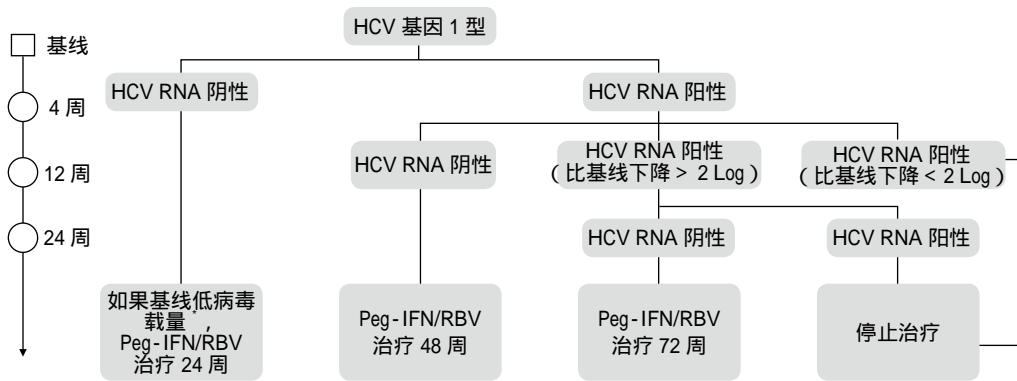 HCV 基因 1 型
基线
HCV RNA 阴性
HCV RNA 阳性
4 周
HCV RNA 阴性
HCV RNA 阳性
(比基线下降 > 2 Log)
HCV RNA 阳性
(比基线下降 < 2 Log)
12 周
HCV RNA 阴性
HCV RNA 阳性
24 周
如果基线低病毒
载量*,
Peg-IFN/RBV
治疗 24 周
Peg-IFN/RBV
治疗 48 周
Peg-IFN/RBV
治疗 72 周
停止治疗